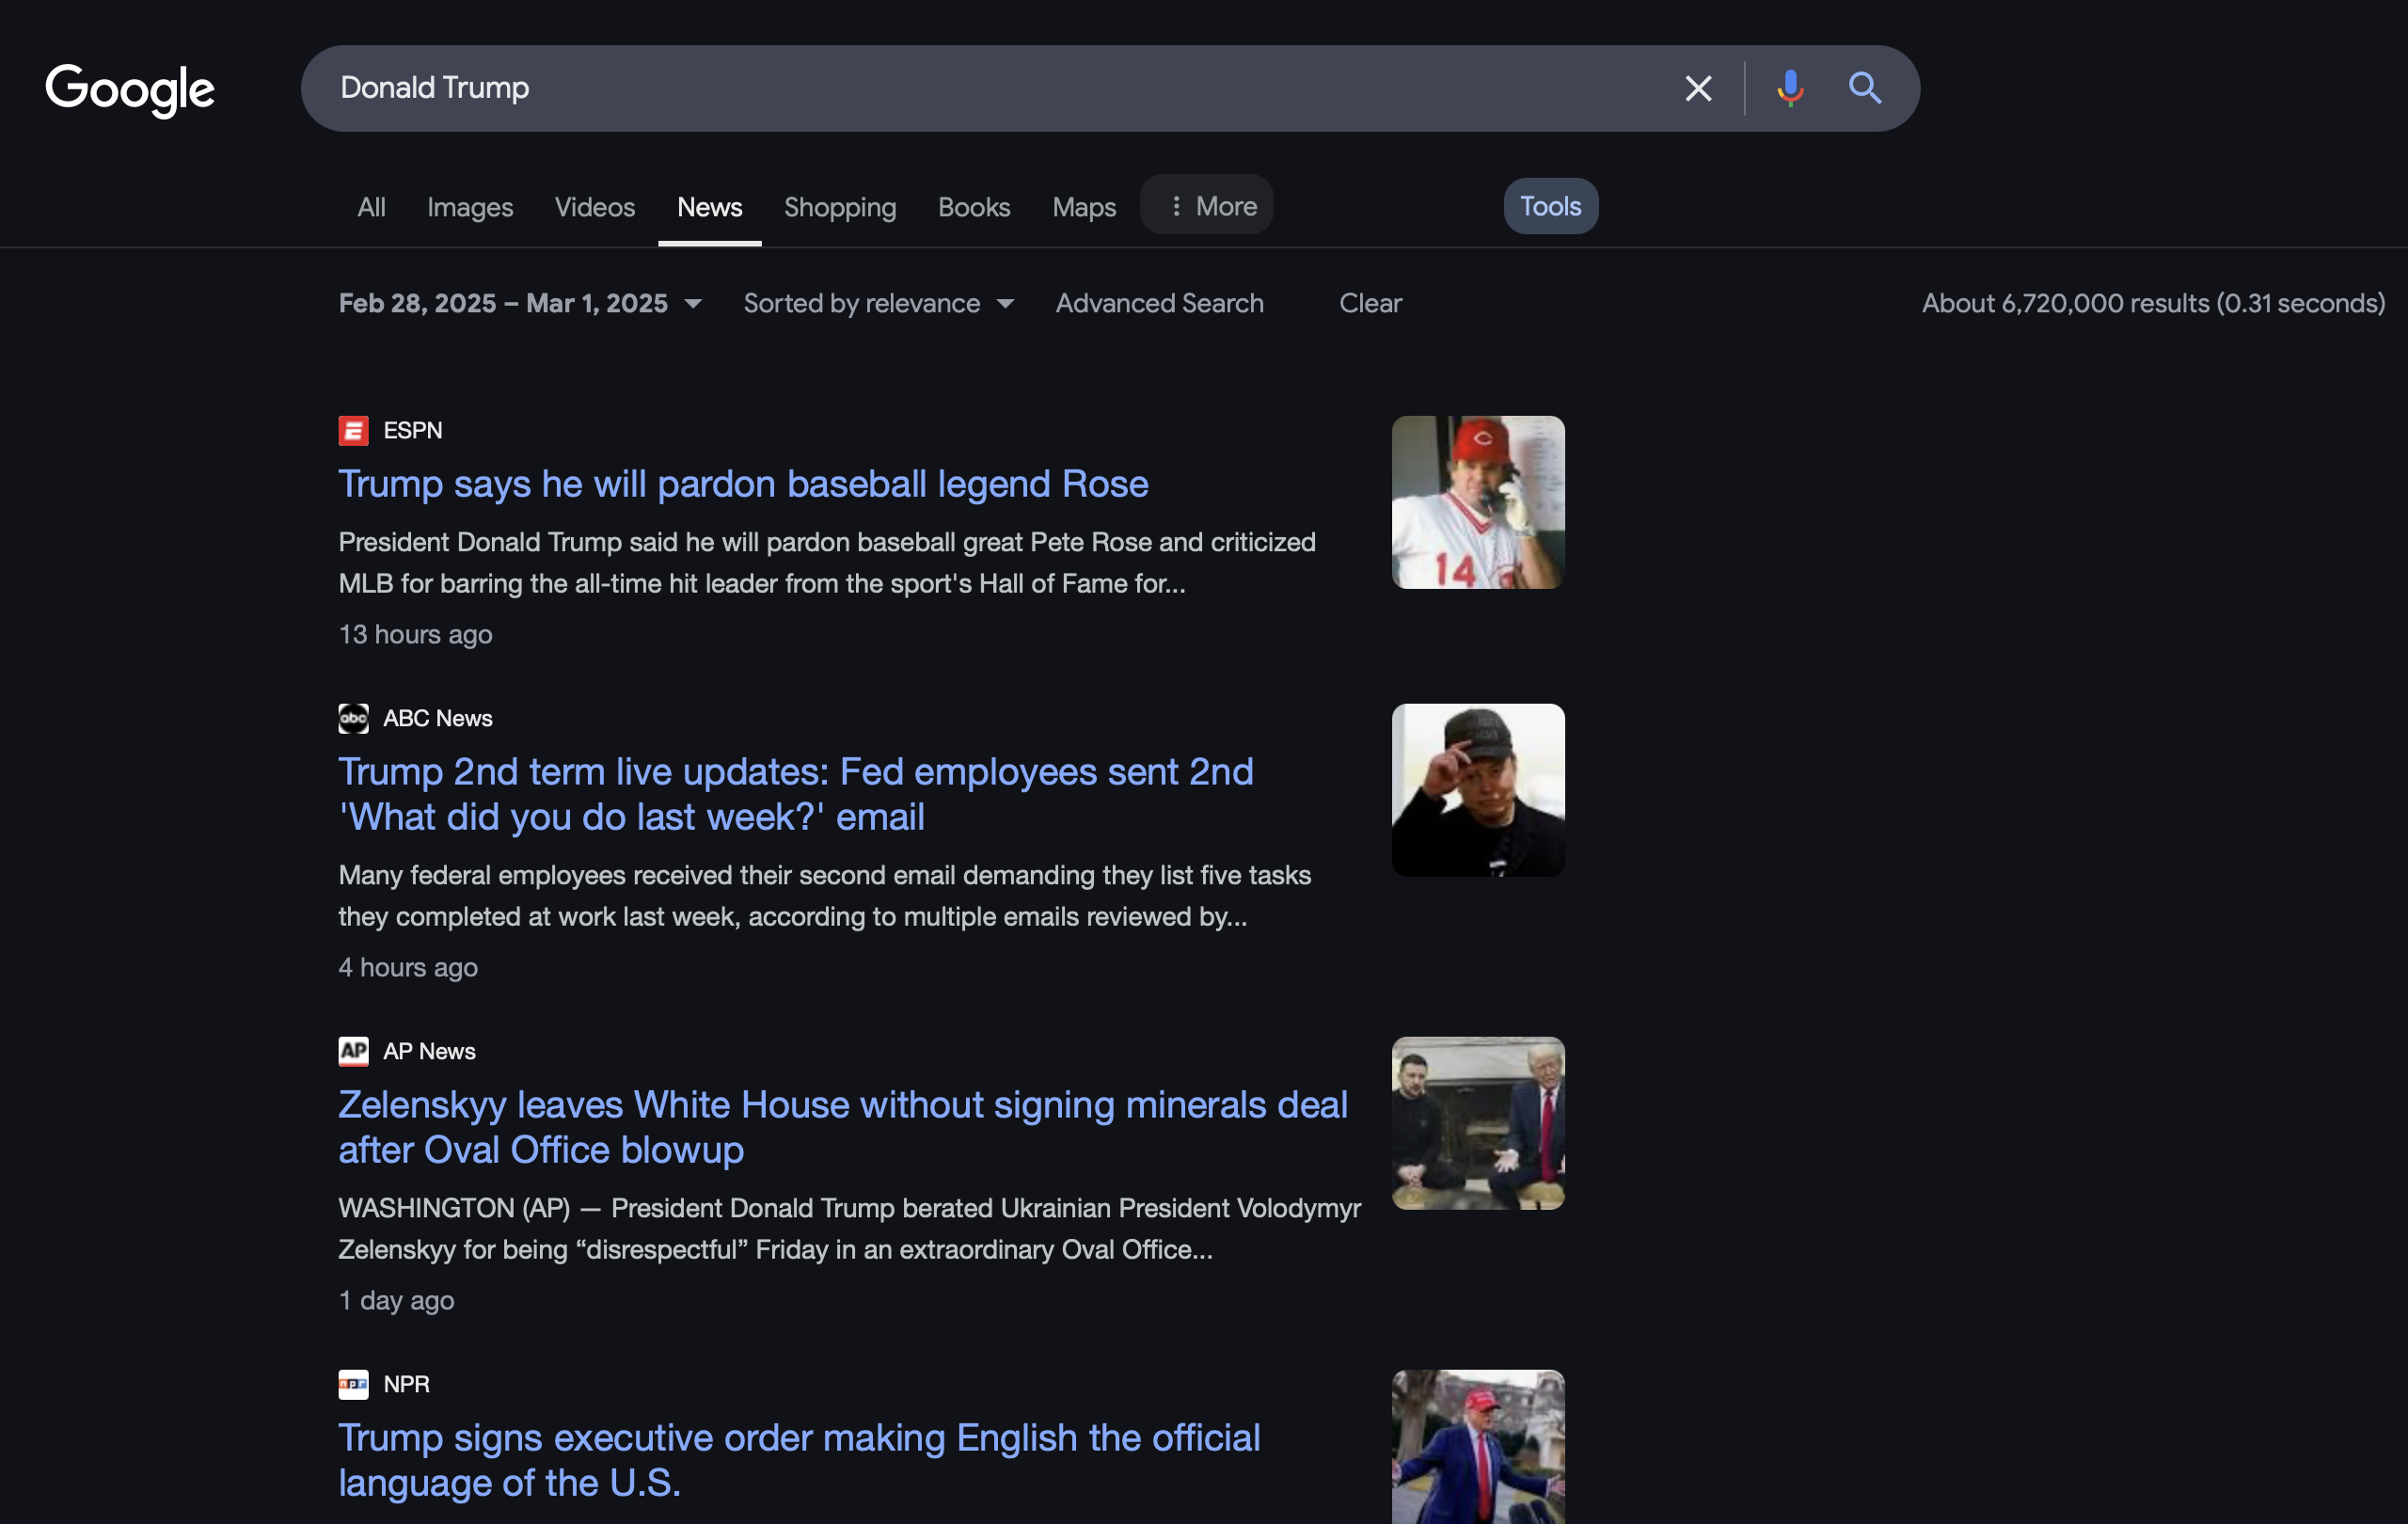 Google
Donald Trump
All Images Videos News Shopping Books Maps More Tools
Feb 28, 2025 – Mar 1, 2025 Sorted by relevance Advanced Search Clear About 6,720,000 results (0.31 seconds)
ESPN
Trump says he will pardon baseball legend Rose
President Donald Trump said he will pardon baseball great Pete Rose and criticized
MLB for barring the all-time hit leader from the sport's Hall of Fame for...
13 hours ago
C
14
abc ABC News
Trump 2nd term live updates: Fed employees sent 2nd
'What did you do last week?' email
Many federal employees received their second email demanding they list five tasks
they completed at work last week, according to multiple emails reviewed by...
4 hours ago
AP AP News
Zelenskyy leaves White House without signing minerals deal
after Oval Office blowup
WASHINGTON (AP) — President Donald Trump berated Ukrainian President Volodymyr
Zelenskyy for being “disrespectful” Friday in an extraordinary Oval Office...
1 day ago
npr NPR
Trump signs executive order making English the official
language of the U.S.